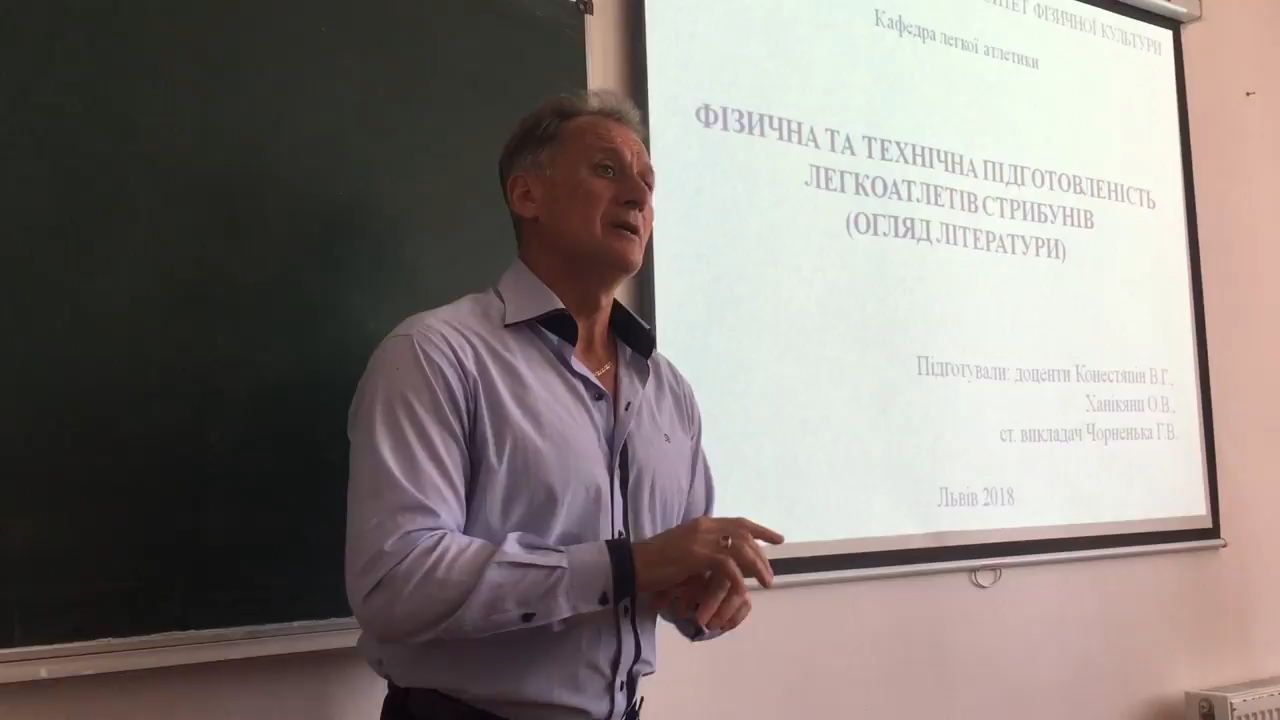 ФІЗИЧНОЇ КУЛЬТУРИ
Кафедра легкої атлетики
ФІЗИЧНА ТА ТЕХНІЧНА ПІДГОТОВЛЕНІСТЬ
ЛЕГКОАТЛЕТІВ СТРИБУНІВ
(ОГЛЯД ЛІТЕРАТУРИ)
Підготували: доценти Конестяпін В.Г.,
Ханікянц О.В.,
ст. викладач Чорненька Г.В.
Львів 2018